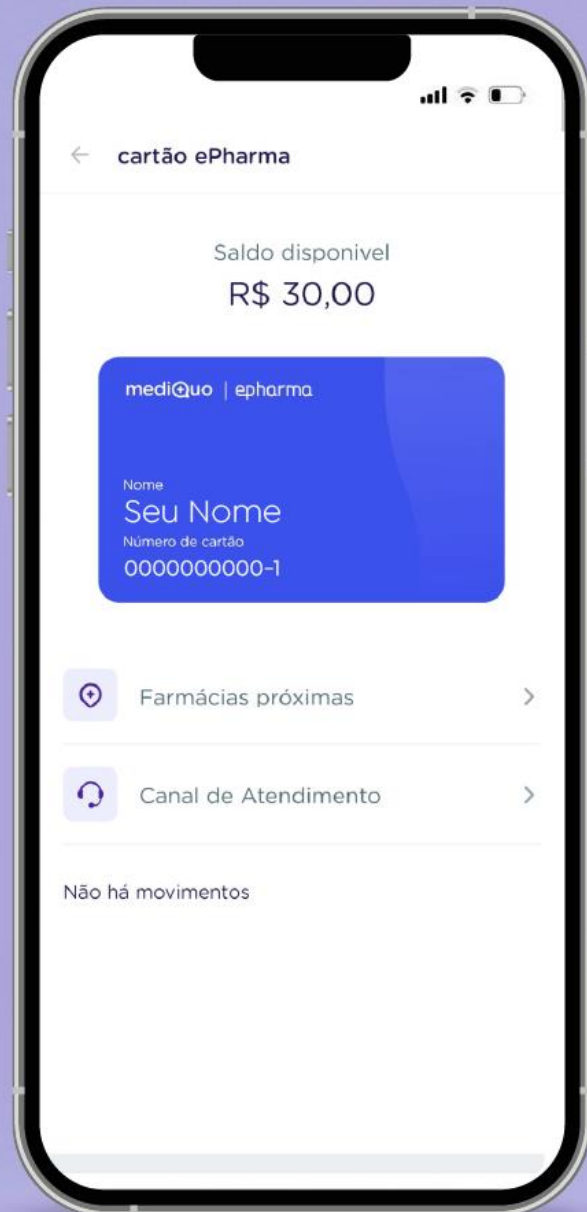 cartão ePharma
Saldo disponivel
R$ 30,00
mediQuo | epharma
Nome
Seu Nome
Número de cartão
0000000000-1
Farmácias próximas
Canal de Atendimento
Não há movimentos